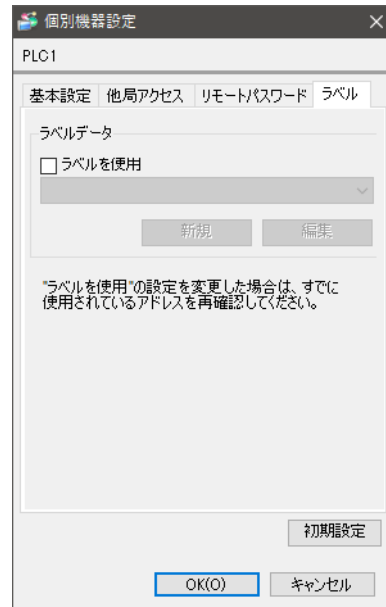 個別機器設定
PLC1
基本設定 他局アクセス リモートパスワード ラベル
ラベルデータ
ラベルを使用
新規 編集
"ラベルを使用"の設定を変更した場合は、すでに
使用されているアドレスを再確認してください。
初期設定
OK(O) キャンセル